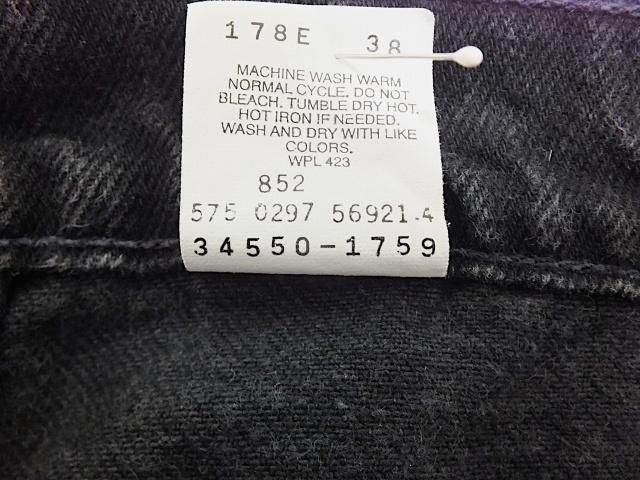 178E 38
MACHINE WASH WARM
NORMAL CYCLE. DO NOT
BLEACH. TUMBLE DRY HOT.
HOT IRON IF NEEDED.
WASH AND DRY WITH LIKE
COLORS.
WPL 423
852
575 0297 56921.4
34550-1759